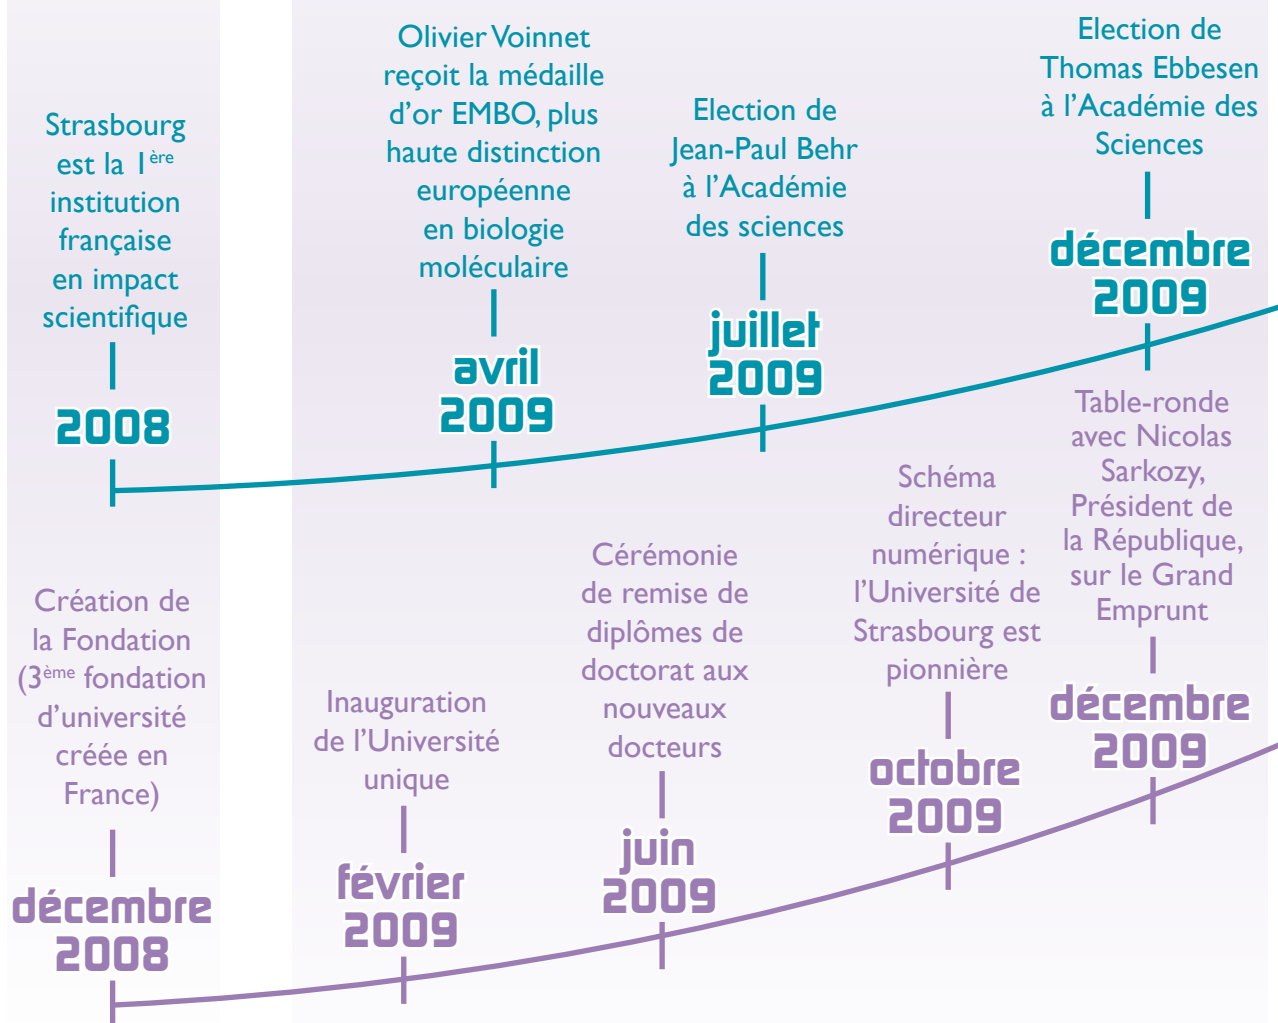 Strasbourg
est la 1ère
institution
française
en impact
scientifique
2008
Olivier Voinnet
reçoit la médaille
d’or EMBO, plus
haute distinction
européenne
en biologie
moléculaire
avril
2009
Election de
Jean-Paul Behr
à l’Académie
des sciences
juillet
2009
Election de
Thomas Ebbesen
à l’Académie des
Sciences
décembre
2009
Création de
la Fondation
(3ème fondation
d’université
créée en
France)
décembre
2008
Inauguration
de l’Université
unique
février
2009
Cérémonie
de remise de
diplômes de
doctorat aux
nouveaux
docteurs
juin
2009
Schéma
directeur
numérique :
l’Université de
Strasbourg est
pionnière
octobre
2009
Table-ronde
avec Nicolas
Sarkozy,
Président de
la République,
sur le Grand
Emprunt
décembre
2009